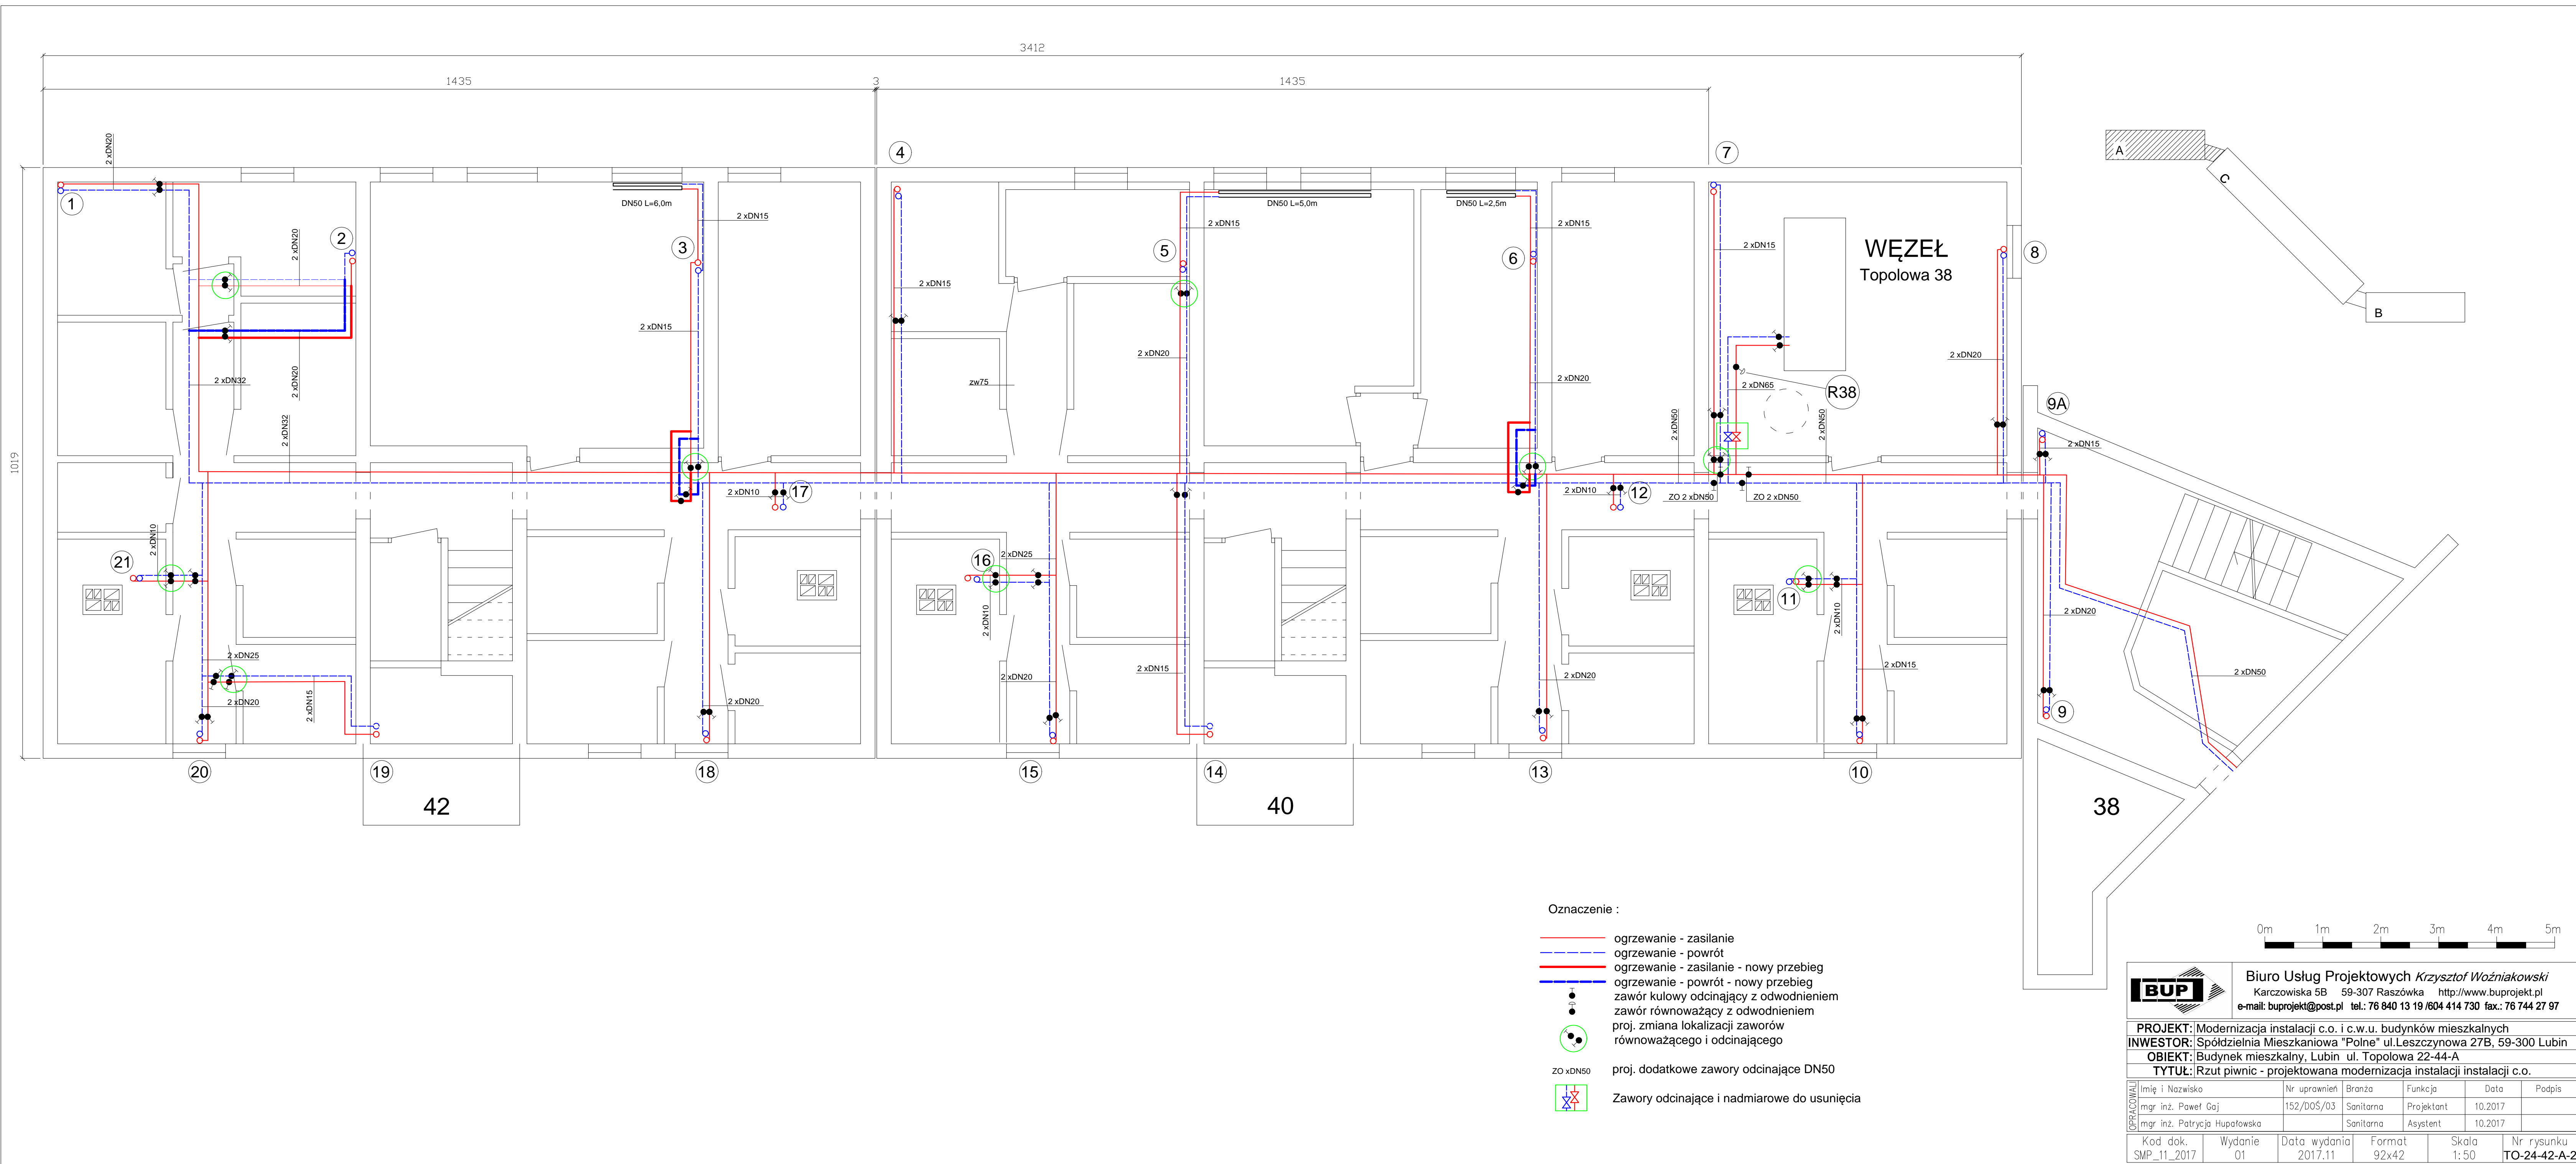 3412
1435
3
1435
1019
4
7
2 xDN20
1
2
3
5
6
8
DN50 L=6,0m
DN50 L=5,0m
DN50 L=2,5m
2 xDN15
2 xDN15
2 xDN15
2 xDN15
2 xDN20
2 xDN15
2 xDN15
2 xDN20
2 xDN20
2 xDN20
WĘZEŁ
Topolowa 38
2 xDN32
2 xDN20
zw75
2 xDN65
R38
2 xDN32
2 xDN50
2 xDN50
9A
2 xDN15
2 xDN10
17
2 xDN10
12
ZO 2 xDN50
ZO 2 xDN50
2 xDN10
21
16
2 xDN25
2 xDN10
11
2 xDN10
2 xDN20
2 xDN25
2 xDN20
2 xDN15
2 xDN20
2 xDN20
2 xDN15
2 xDN20
2 xDN15
2 xDN50
9
20
19
18
15
14
13
10
42
40
38
A
C
B
Oznaczenie :
ogrzewanie - zasilanie
ogrzewanie - powrót
ogrzewanie - zasilanie - nowy przebieg
ogrzewanie - powrót - nowy przebieg
zawór kulowy odcinający z odwodnieniem
zawór równoważący z odwodnieniem
proj. zmiana lokalizacji zaworów
równoważącego i odcinającego
ZO xDN50 proj. dodatkowe zawory odcinające DN50
Zawory odcinające i nadmiarowe do usunięcia
0m 1m 2m 3m 4m 5m
BUP
Biuro Usług Projektowych Krzysztof Woźniakowski
Karczowiska 5B 59-307 Raszówka http://www.buprojekt.pl
e-mail: buprojekt@post.pl tel.: 76 840 13 19 /604 414 730 fax.: 76 744 27 97
PROJEKT: Modernizacja instalacji c.o. i c.w.u. budynków mieszkalnych
INWESTOR: Spółdzielnia Mieszkaniowa "Polne" ul.Leszczynowa 27B, 59-300 Lubin
OBIEKT: Budynek mieszkalny, Lubin ul. Topolowa 22-44-A
TYTUŁ: Rzut piwnic - projektowana modernizacja instalacji instalacji c.o.
OPRACOWALI
Imię i Nazwisko Nr uprawnień Branża Funkcja Data Podpis
mgr inż. Paweł Gaj 152/DOŚ/03 Sanitarna Projektant 10.2017
mgr inż. Patrycja Hupałowska Sanitarna Asystent 10.2017
Kod dok. Wydanie Data wydania Format Skala Nr rysunku
SMP_11_2017 01 2017.11 92x42 1:50 TO-24-42-A-2